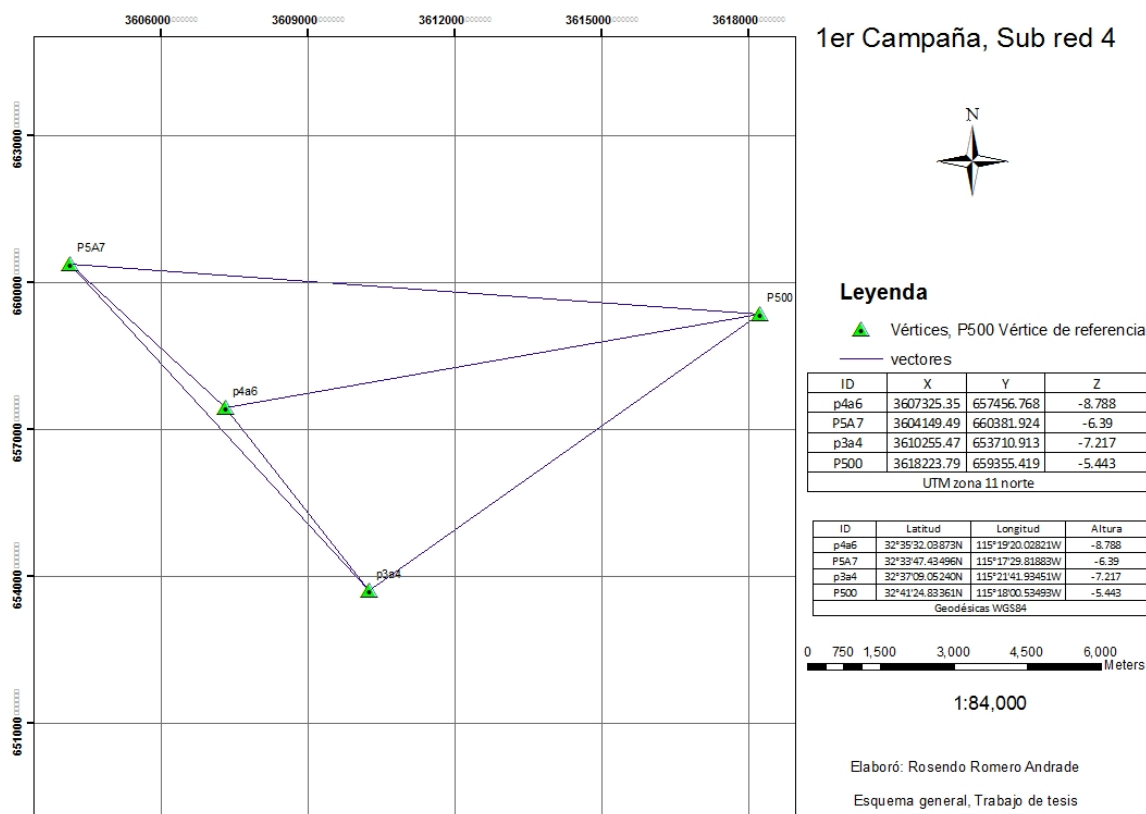 3606000 3609000 3612000 3615000 3618000
1er Campaña, Sub red 4
N
663000
660000
657000
654000
651000
P5A7
P500
p4a6
p3a4
Leyenda
Vértices, P500 Vértice de referencia
vectores
ID X Y Z
p4a6 3607325.35 657456.768 -8.788
P5A7 3604149.49 660381.924 -6.39
p3a4 3610255.47 653710.913 -7.217
P500 3618223.79 659355.419 -5.443
UTM zona 11 norte
ID Latitud Longitud Altura
p4a6 32°35'32.03873N 115°19'20.02821W -8.788
P5A7 32°33'47.43496N 115°17'29.81883W -6.39
p3a4 32°37'09.05240N 115°21'41.93451W -7.217
P500 32°41'24.83361N 115°18'00.53493W -5.443
Geodésicas WGS84
0 750 1,500 3,000 4,500 6,000
Meters
1:84,000
Elaboró: Rosendo Romero Andrade
Esquema general, Trabajo de tesis